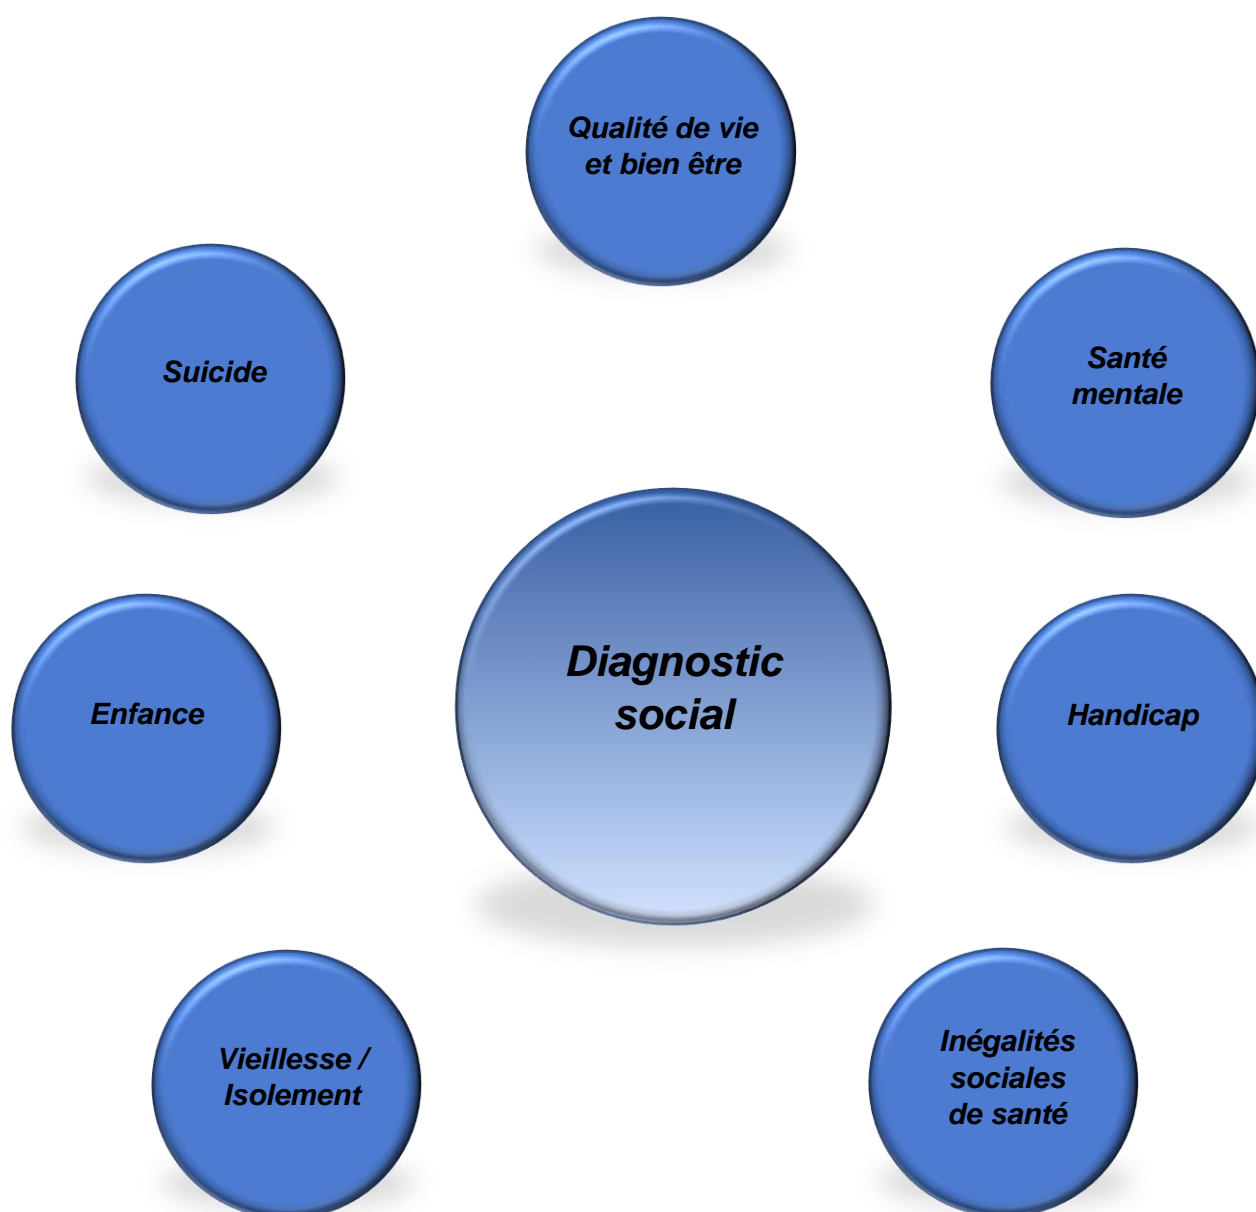 Qualité de vie
et bien être
Suicide
Santé
mentale
Diagnostic
social
Enfance
Handicap
Vieillesse /
Isolement
Inégalités
sociales
de santé